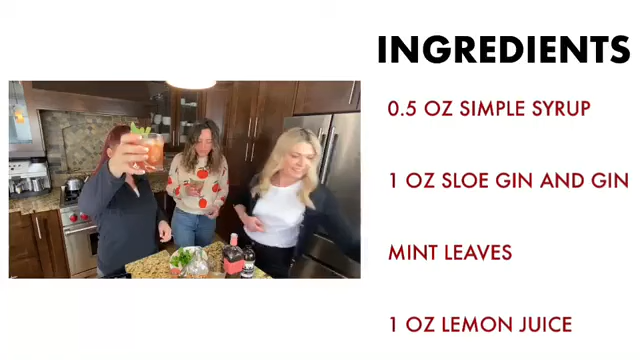 INGREDIENTS
0.5 OZ SIMPLE SYRUP
1 OZ SLOE GIN AND GIN
MINT LEAVES
1 OZ LEMON JUICE